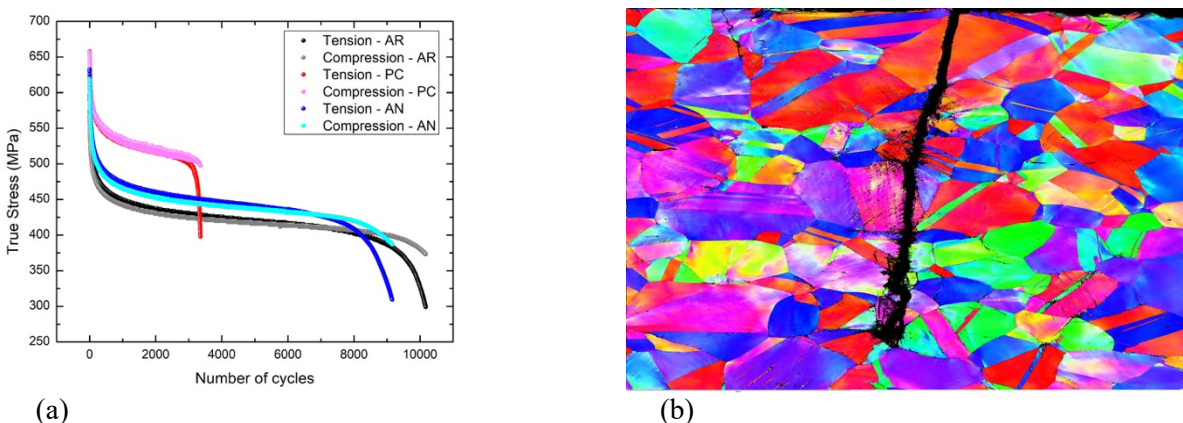 700
650
600
550
500
450
400
350
300
250
True Stress (MPa)
Tension - AR
Compression - AR
Tension - PC
Compression - PC
Tension - AN
Compression - AN
0 2000 4000 6000 8000 10000
Number of cycles
(a) (b)